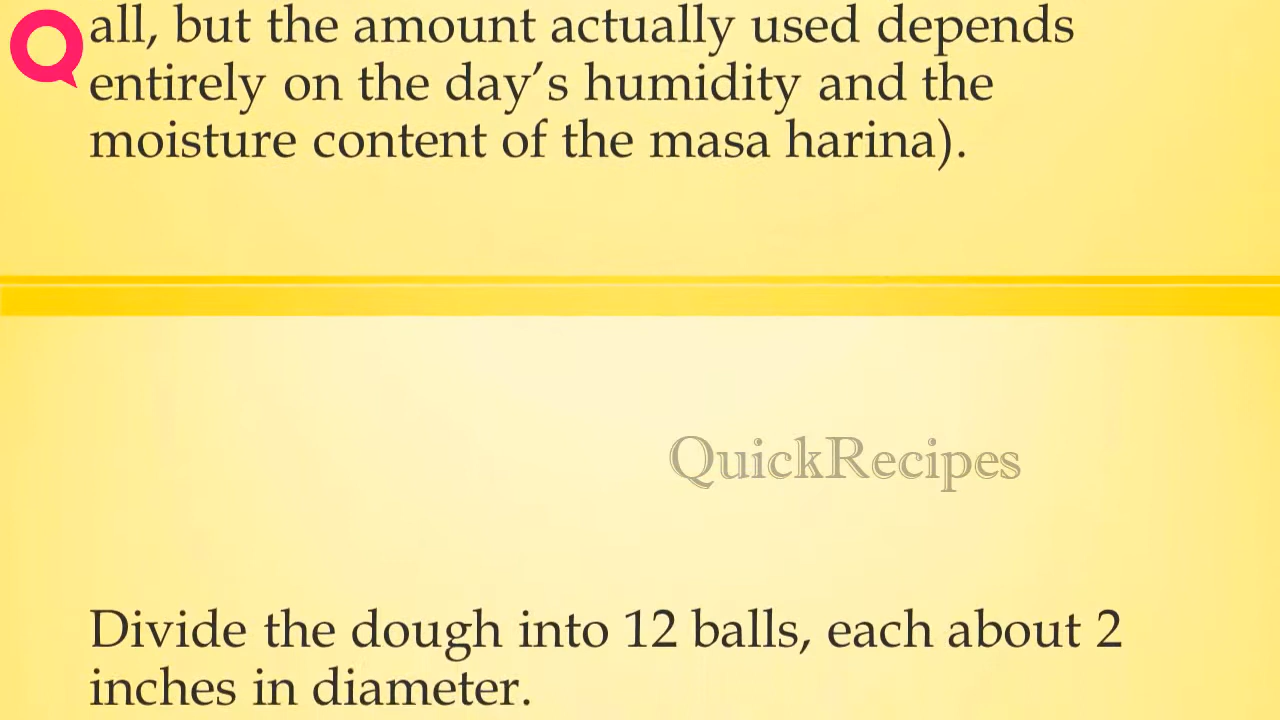 all, but the amount actually used depends
entirely on the day’s humidity and the
moisture content of the masa harina).
QuickRecipes
Divide the dough into 12 balls, each about 2
inches in diameter.